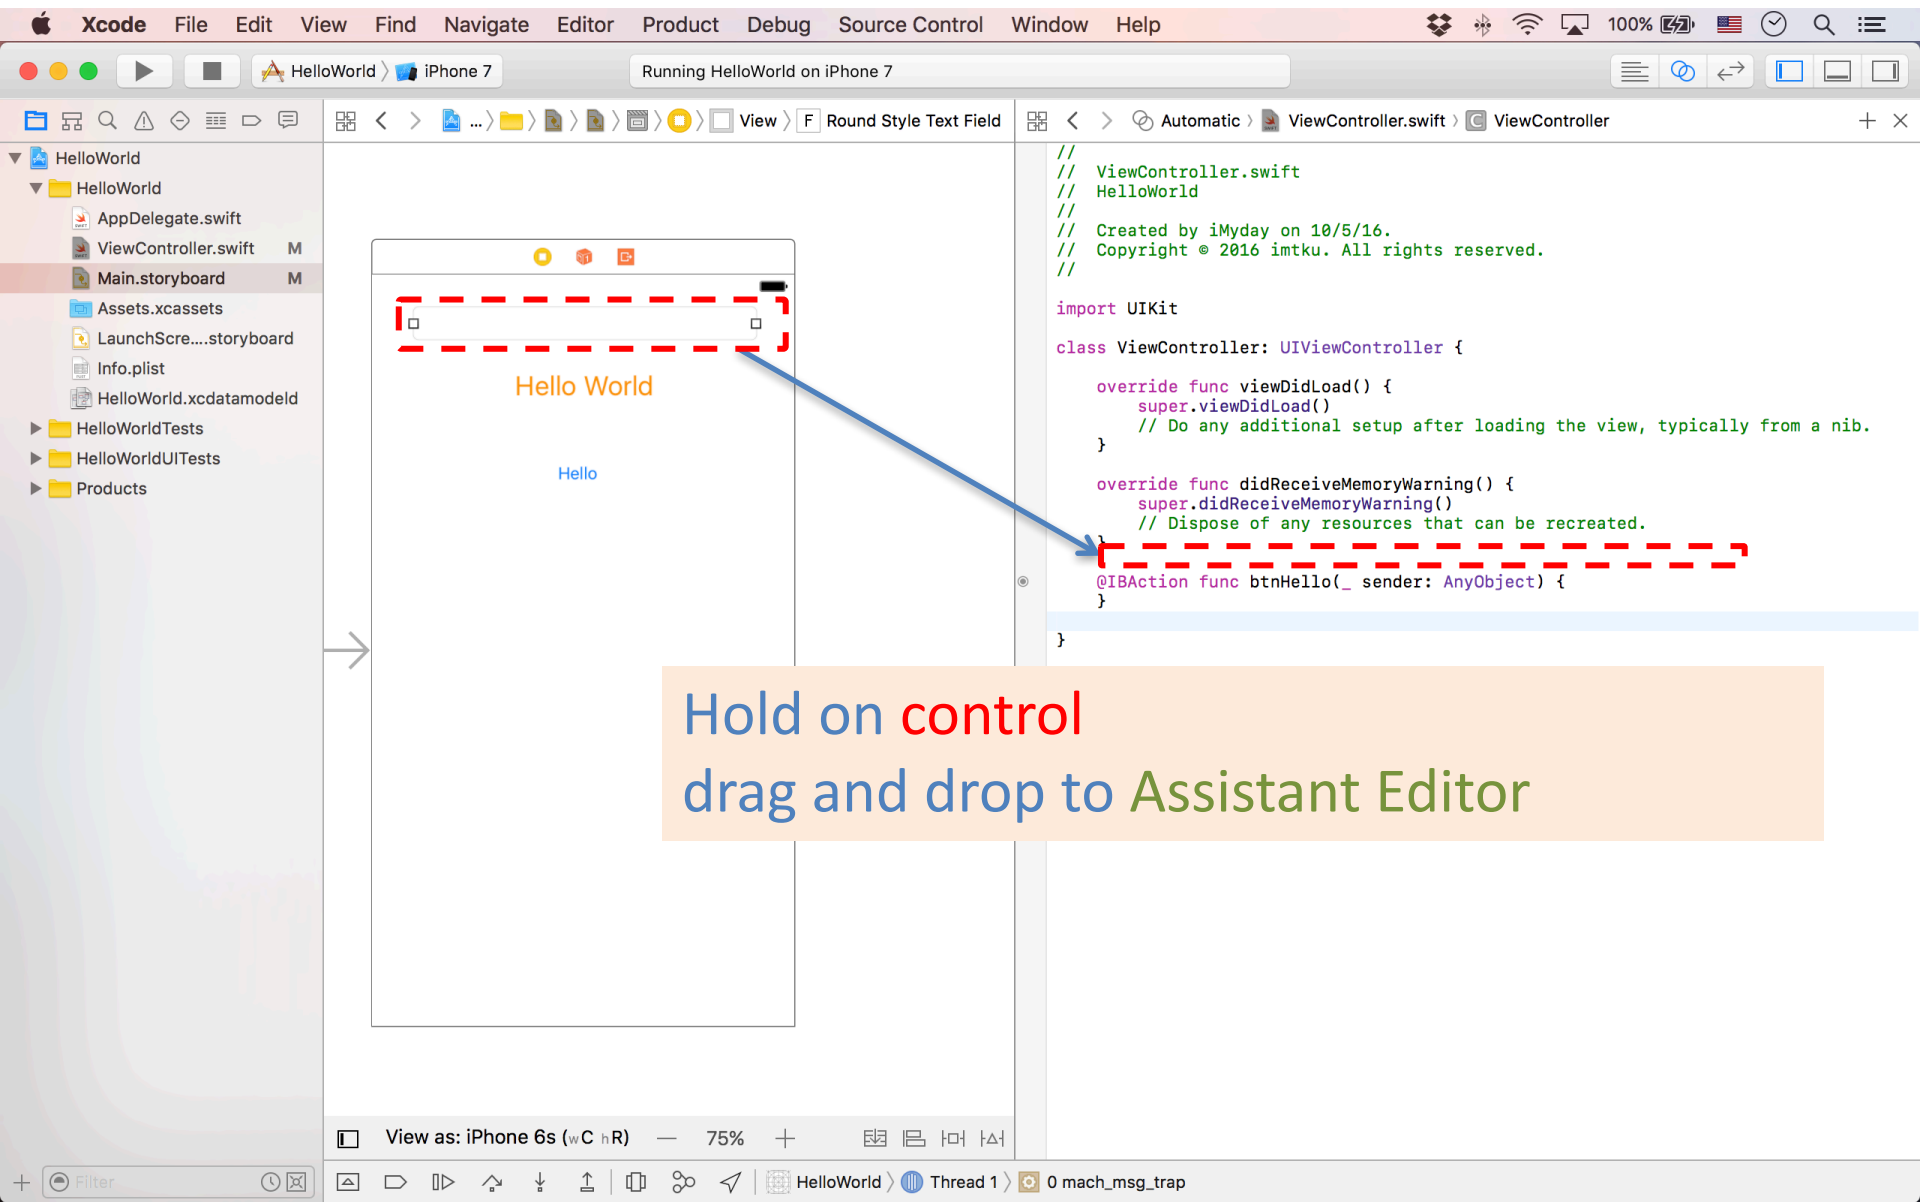 Xcode File Edit View Find Navigate Editor Product Debug Source Control Window Help 100%
HelloWorld iPhone 7 Running HelloWorld on iPhone 7
... View F Round Style Text Field Automatic ViewController.swift C ViewController
HelloWorld
HelloWorld
AppDelegate.swift
ViewController.swift M
Main.storyboard M
Assets.xcassets
LaunchScre....storyboard
Info.plist
HelloWorld.xcdatamodeld
HelloWorldTests
HelloWorldUITests
Products
Hello World
Hello
//
// ViewController.swift
// HelloWorld
//
// Created by iMyday on 10/5/16.
// Copyright © 2016 imtku. All rights reserved.
//
import UIKit
class ViewController: UIViewController {
override func viewDidLoad() {
super.viewDidLoad()
// Do any additional setup after loading the view, typically from a nib.
}
override func didReceiveMemoryWarning() {
super.didReceiveMemoryWarning()
// Dispose of any resources that can be recreated.
}
@IBAction func btnHello(_ sender: AnyObject) {
}
}
Hold on control
drag and drop to Assistant Editor
View as: iPhone 6s (wC hR) — 75% +
Filter
HelloWorld Thread 1 0 mach_msg_trap